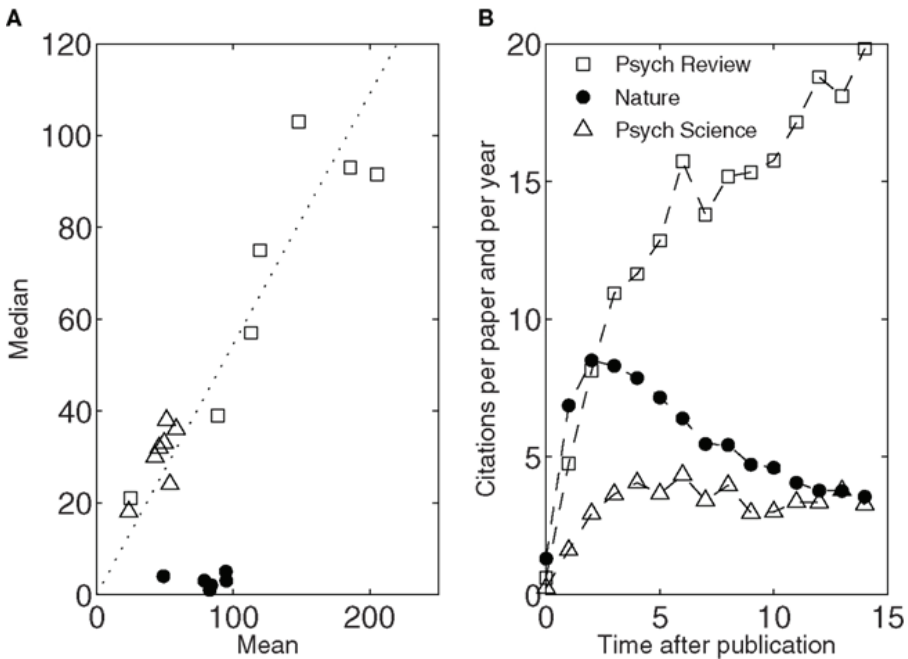 A
120
100
80
60
40
20
0
Median
0 100 200
Mean
B
20
15
10
5
0
Citations per paper and per year
Psych Review
Nature
Psych Science
0 5 10 15
Time after publication